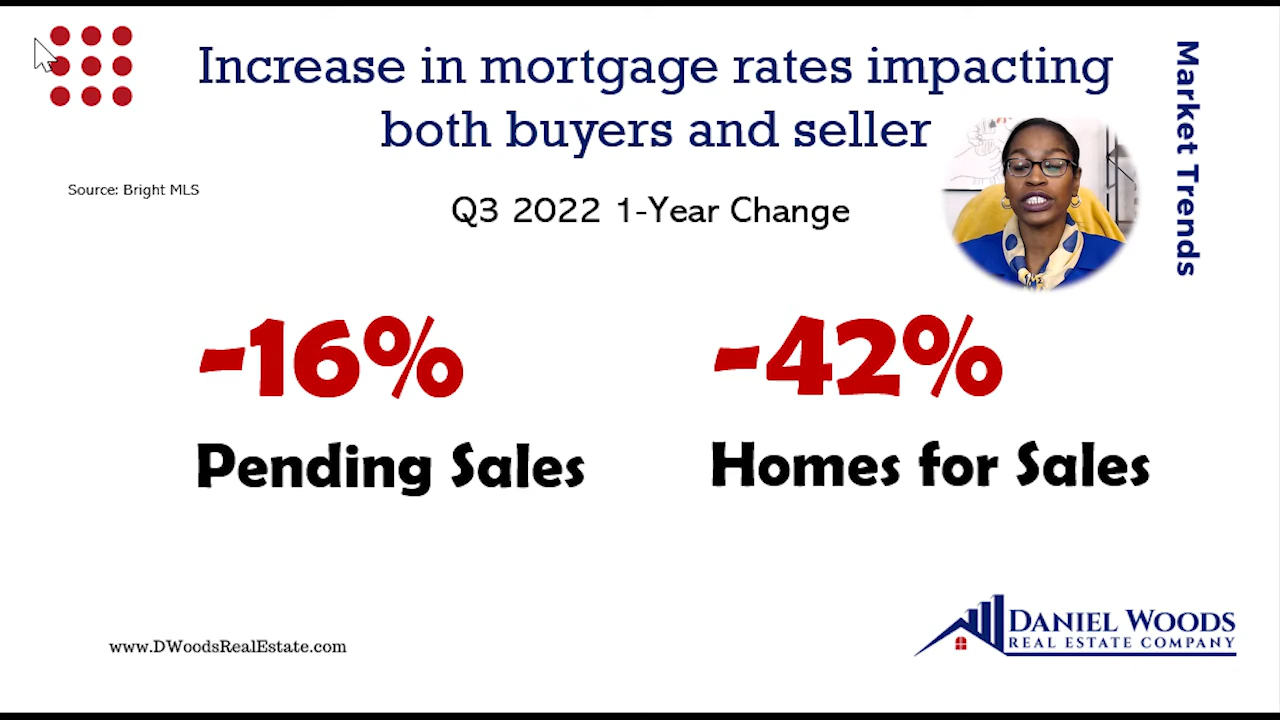 Increase in mortgage rates impacting
both buyers and seller
Market Trends
Source: Bright MLS
Q3 2022 1-Year Change
-16%
-42%
Pending Sales
Homes for Sales
www.DWoodsRealEstate.com
DANIEL WOODS
REAL ESTATE COMPANY